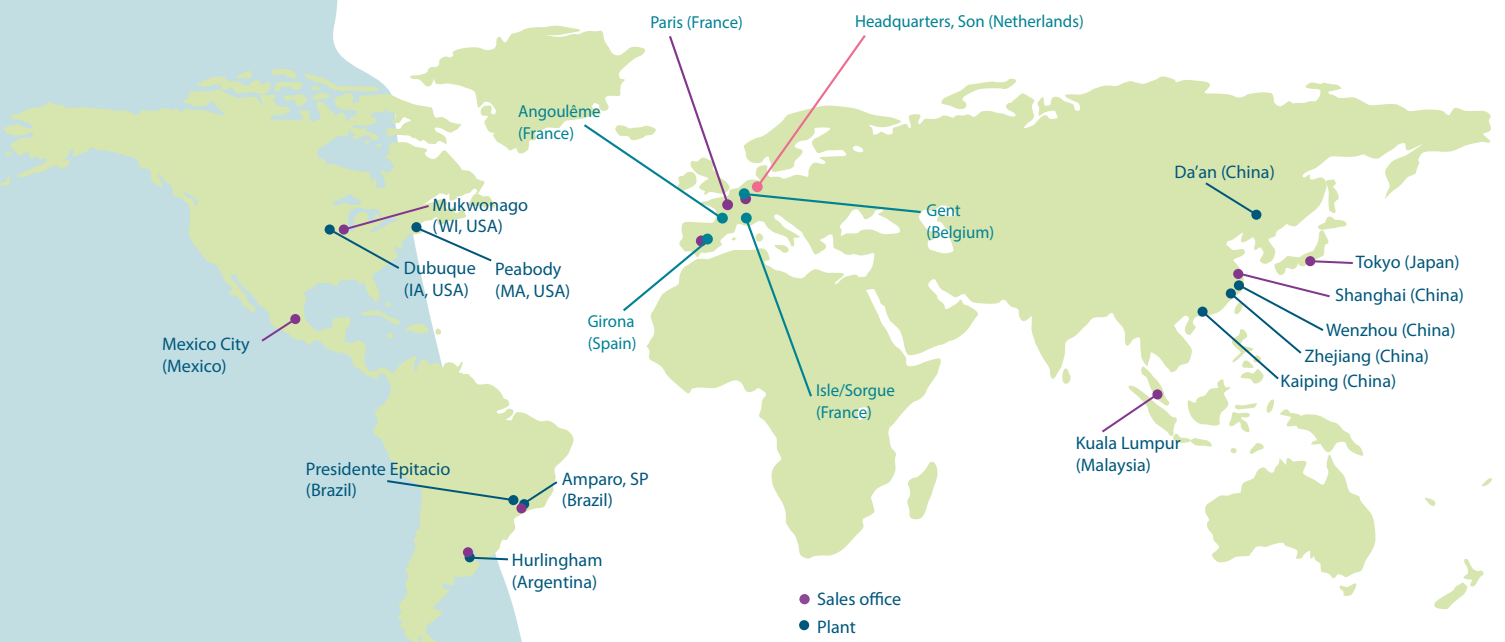 Paris (France)
Headquarters, Son (Netherlands)
Angoulême
(France)
Da’an (China)
Mukwonago
(WI, USA)
Gent
(Belgium)
Dubuque
(IA, USA)
Peabody
(MA, USA)
Tokyo (Japan)
Shanghai (China)
Girona
(Spain)
Wenzhou (China)
Mexico City
(Mexico)
Zhejiang (China)
Kaiping (China)
Isle/Sorgue
(France)
Kuala Lumpur
(Malaysia)
Presidente Epitacio
(Brazil)
Amparo, SP
(Brazil)
Hurlingham
(Argentina)
Sales office
Plant